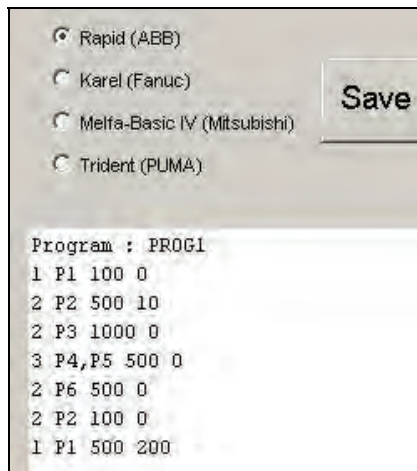 Rapid (ABB)
Karel (Fanuc)
Save
Melfa-Basic IV (Mitsubishi)
Trident (PUMA)
Program : PROG1
1 P1 100 0
2 P2 500 10
2 P3 1000 0
3 P4,P5 500 0
2 P6 500 0
2 P2 100 0
1 P1 500 200